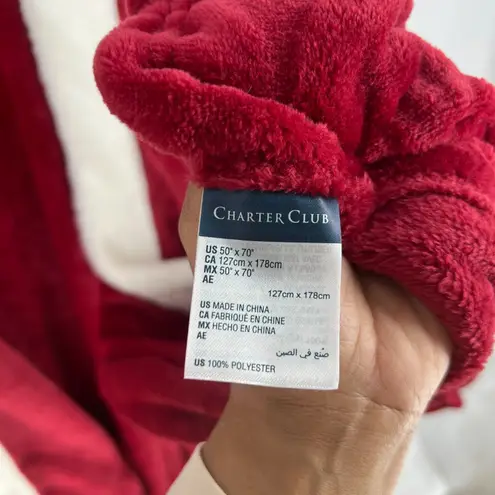 CHARTER CLUB
US 50" x 70"
CA 127cm x 178cm
MX 50" x 70"
AE
127cm x 178cm
US MADE IN CHINA
CA FABRIQUÉ EN CHINE
MX HECHO EN CHINA
AE
صنّع في الصين
US 100% POLYESTER